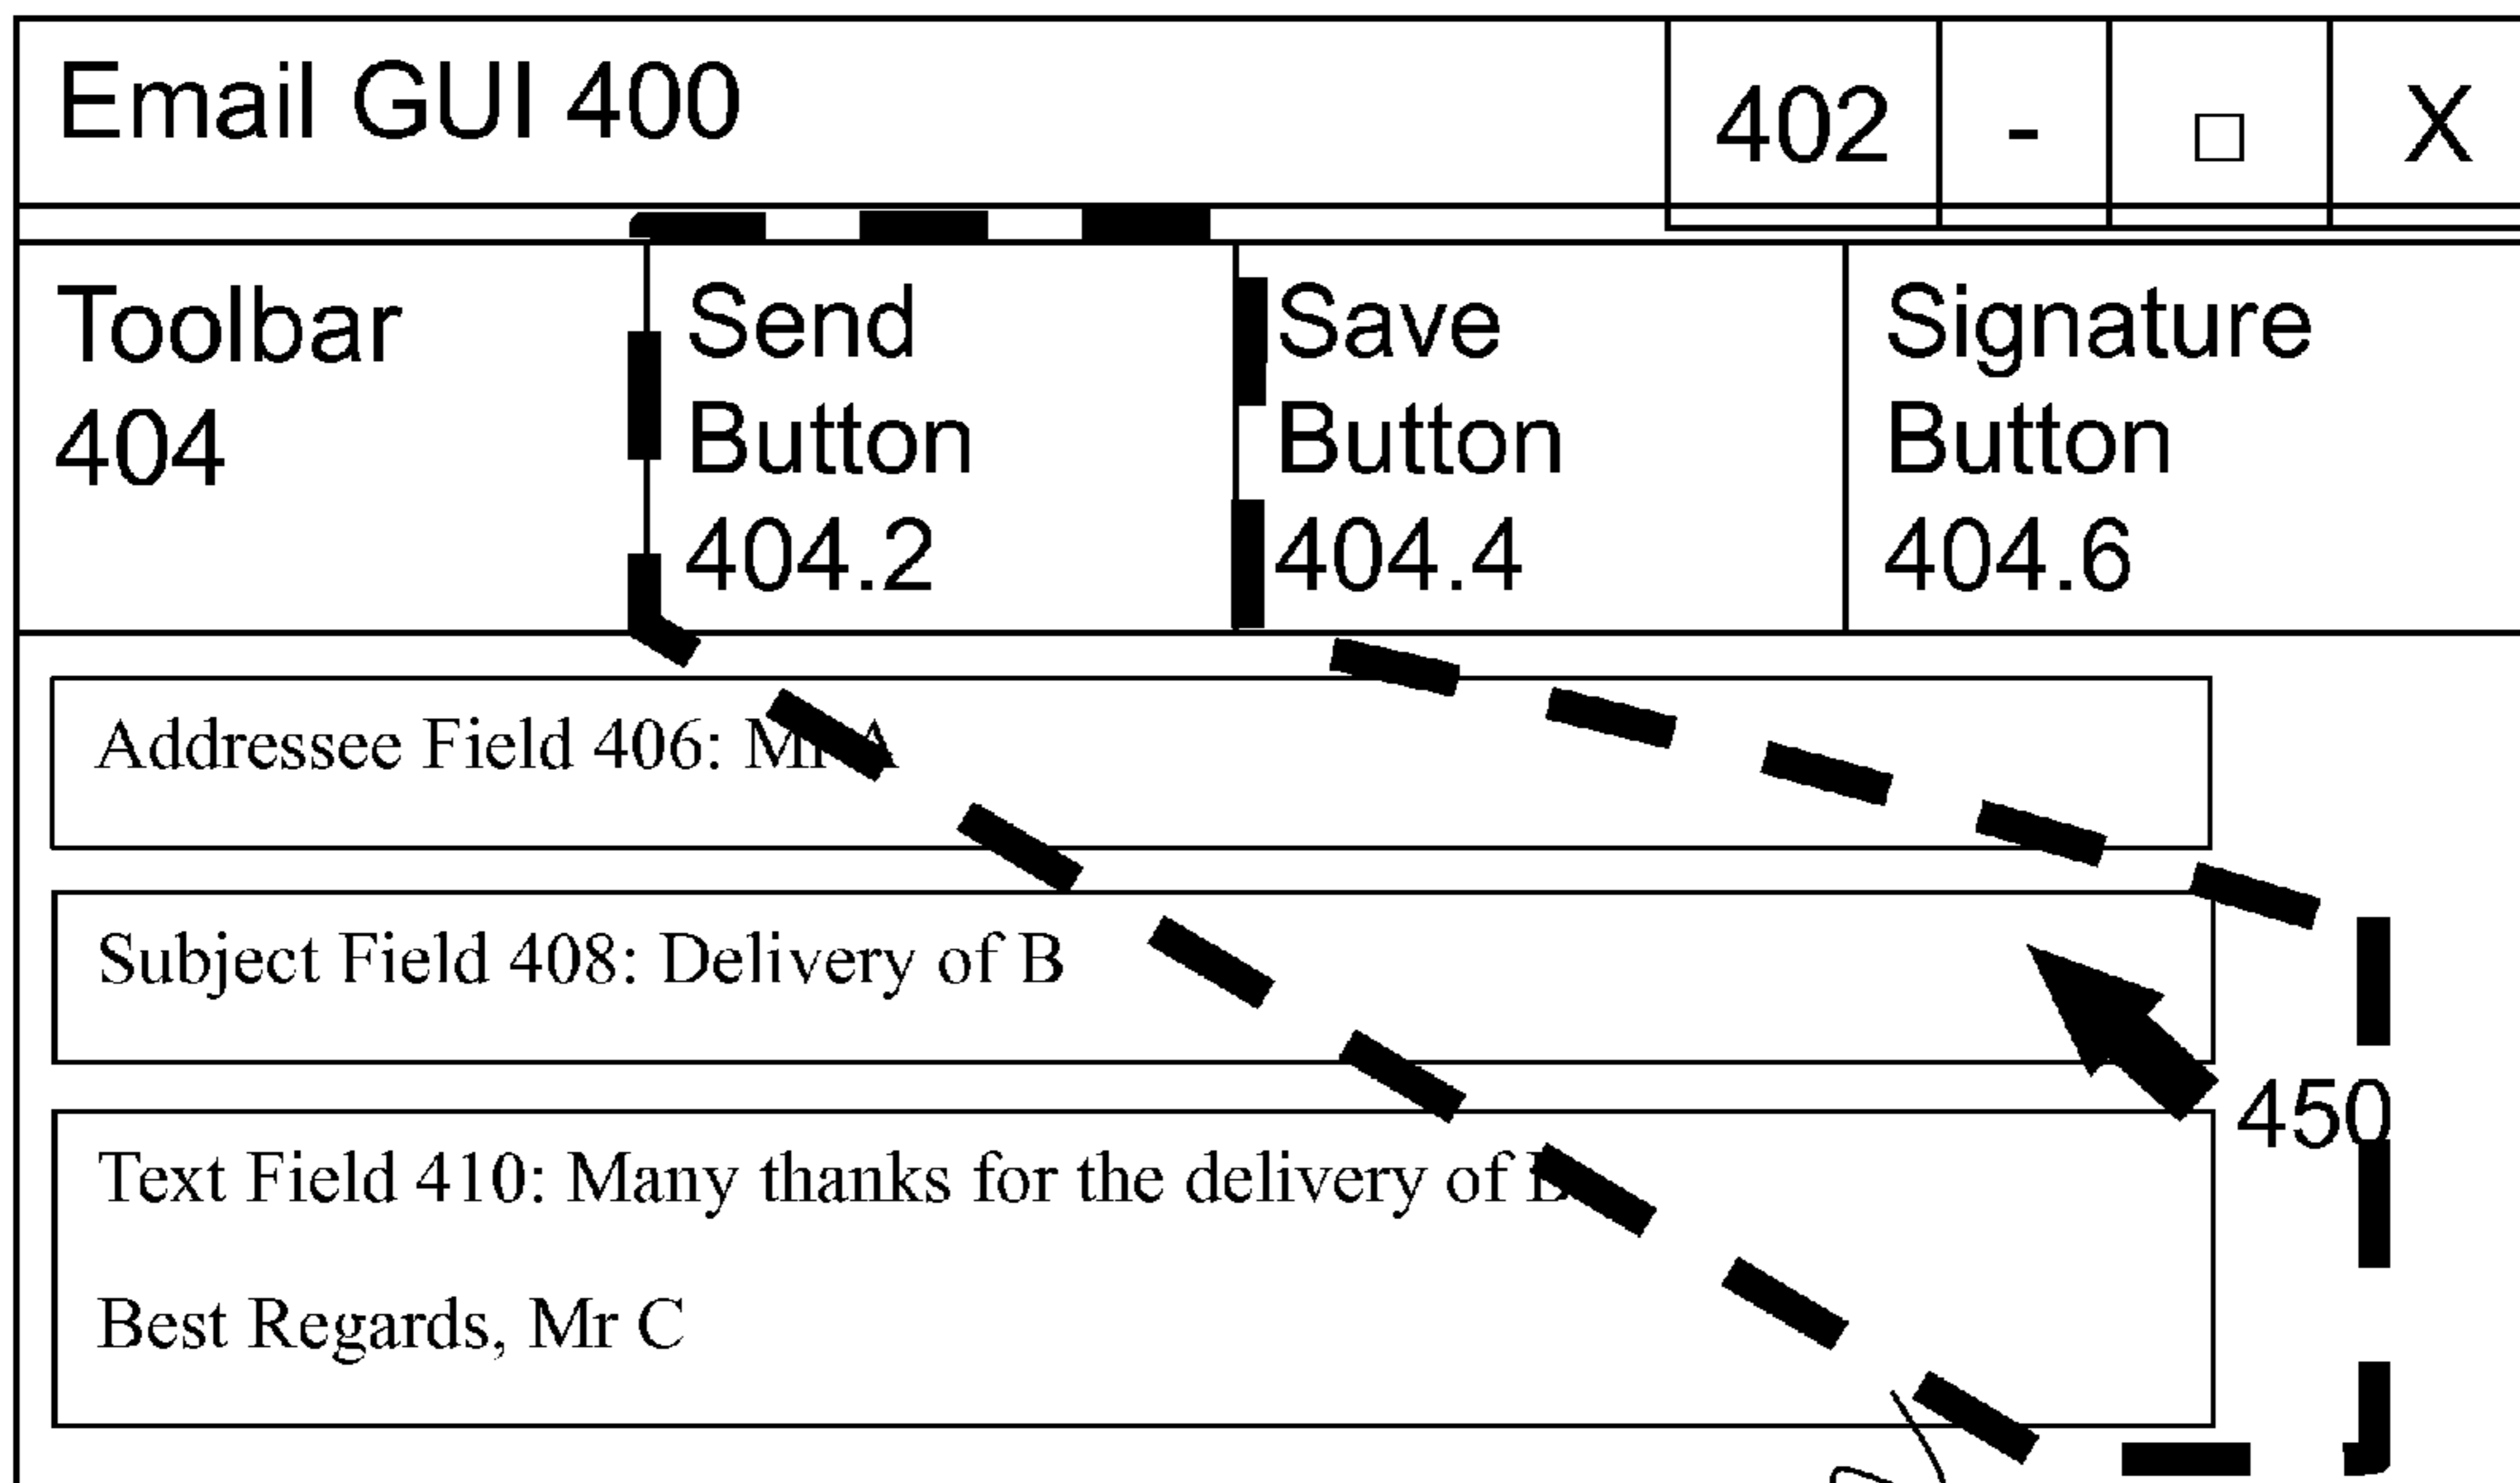 Email GUI 400
402
-
□
X
Toolbar
404
Send
Button
404.2
Save
Button
404.4
Signature
Button
404.6
Addressee Field 406: Mr A
Subject Field 408: Delivery of B
450
Text Field 410: Many thanks for the delivery of
Best Regards, Mr C